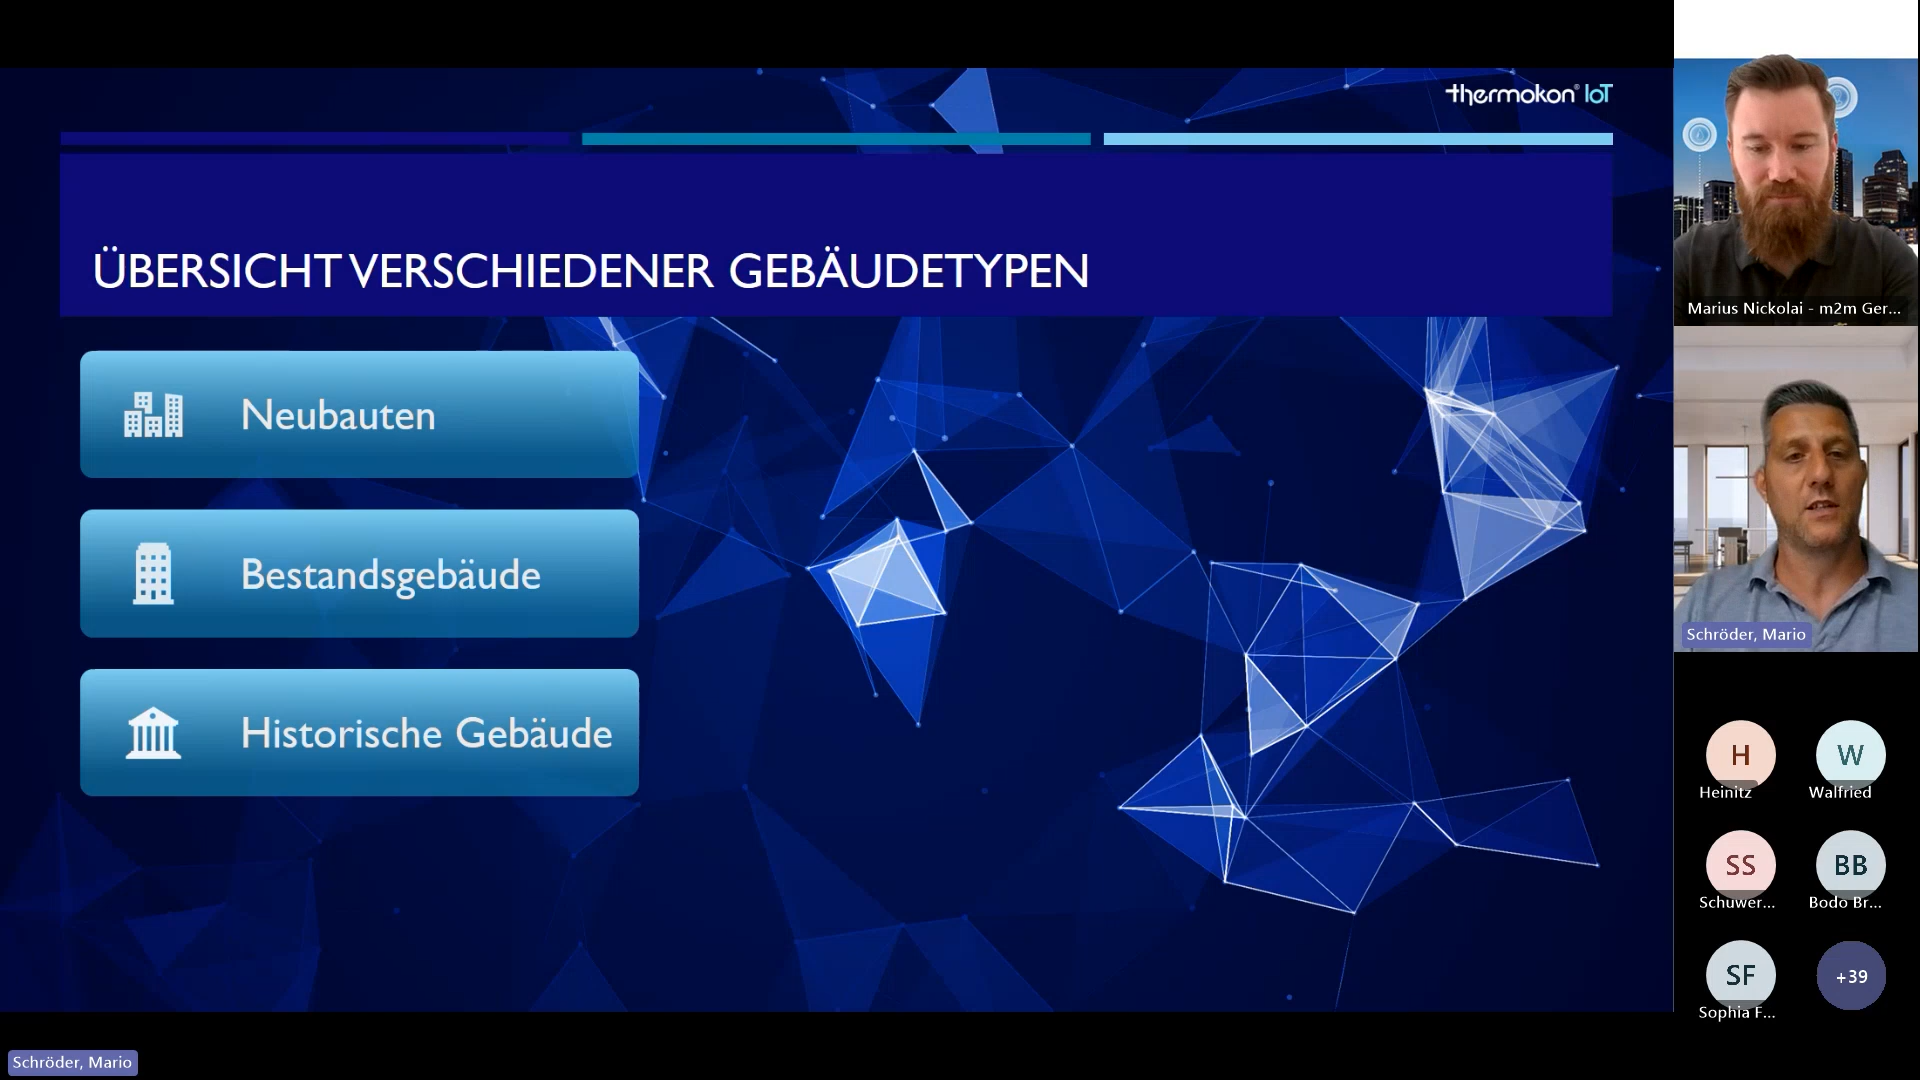 thermokon® IoT
ÜBERSICHT VERSCHIEDENER GEBÄUDETYPEN
Neubauten
Bestandsgebäude
Historische Gebäude
Marius Nickolai - m2m Ger...
Schröder, Mario
H
Heinitz
W
Walfried
SS
Schuwer...
BB
Bodo Br...
SF
Sophia F...
+39
Schröder, Mario